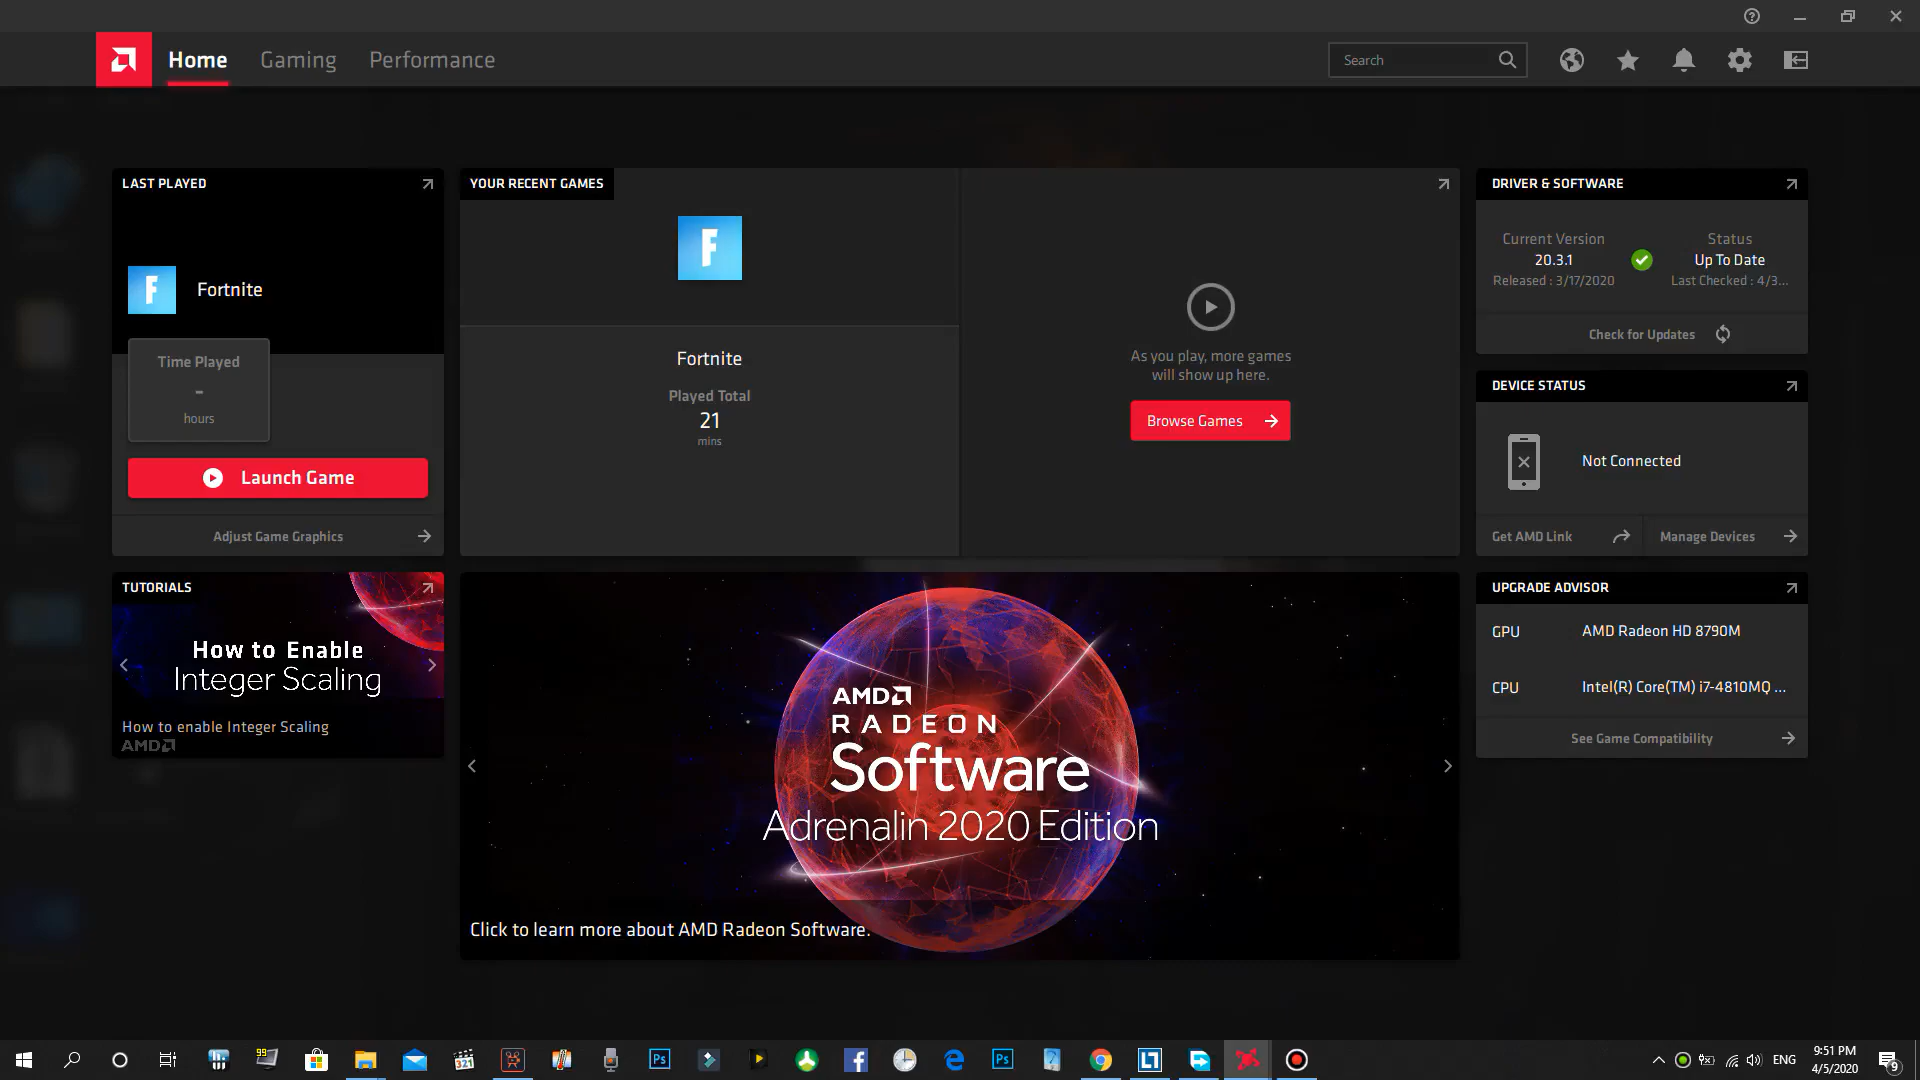 Home
Gaming
Performance
Search
LAST PLAYED
F
Fortnite
Time Played
-
hours
Launch Game
Adjust Game Graphics
YOUR RECENT GAMES
F
Fortnite
Played Total
21
mins
As you play, more games
will show up here.
Browse Games
DRIVER & SOFTWARE
Current Version
20.3.1
Released : 3/17/2020
Status
Up To Date
Last Checked : 4/3...
Check for Updates
DEVICE STATUS
Not Connected
Get AMD Link
Manage Devices
TUTORIALS
How to Enable
Integer Scaling
How to enable Integer Scaling
AMD
AMD
RADEON
Software
Adrenalin 2020 Edition
Click to learn more about AMD Radeon Software.
UPGRADE ADVISOR
GPU
AMD Radeon HD 8790M
CPU
Intel(R) Core(TM) i7-4810MQ ...
See Game Compatibility
99
321
Ps
Ps
ENG
9:51 PM
4/5/2020
9